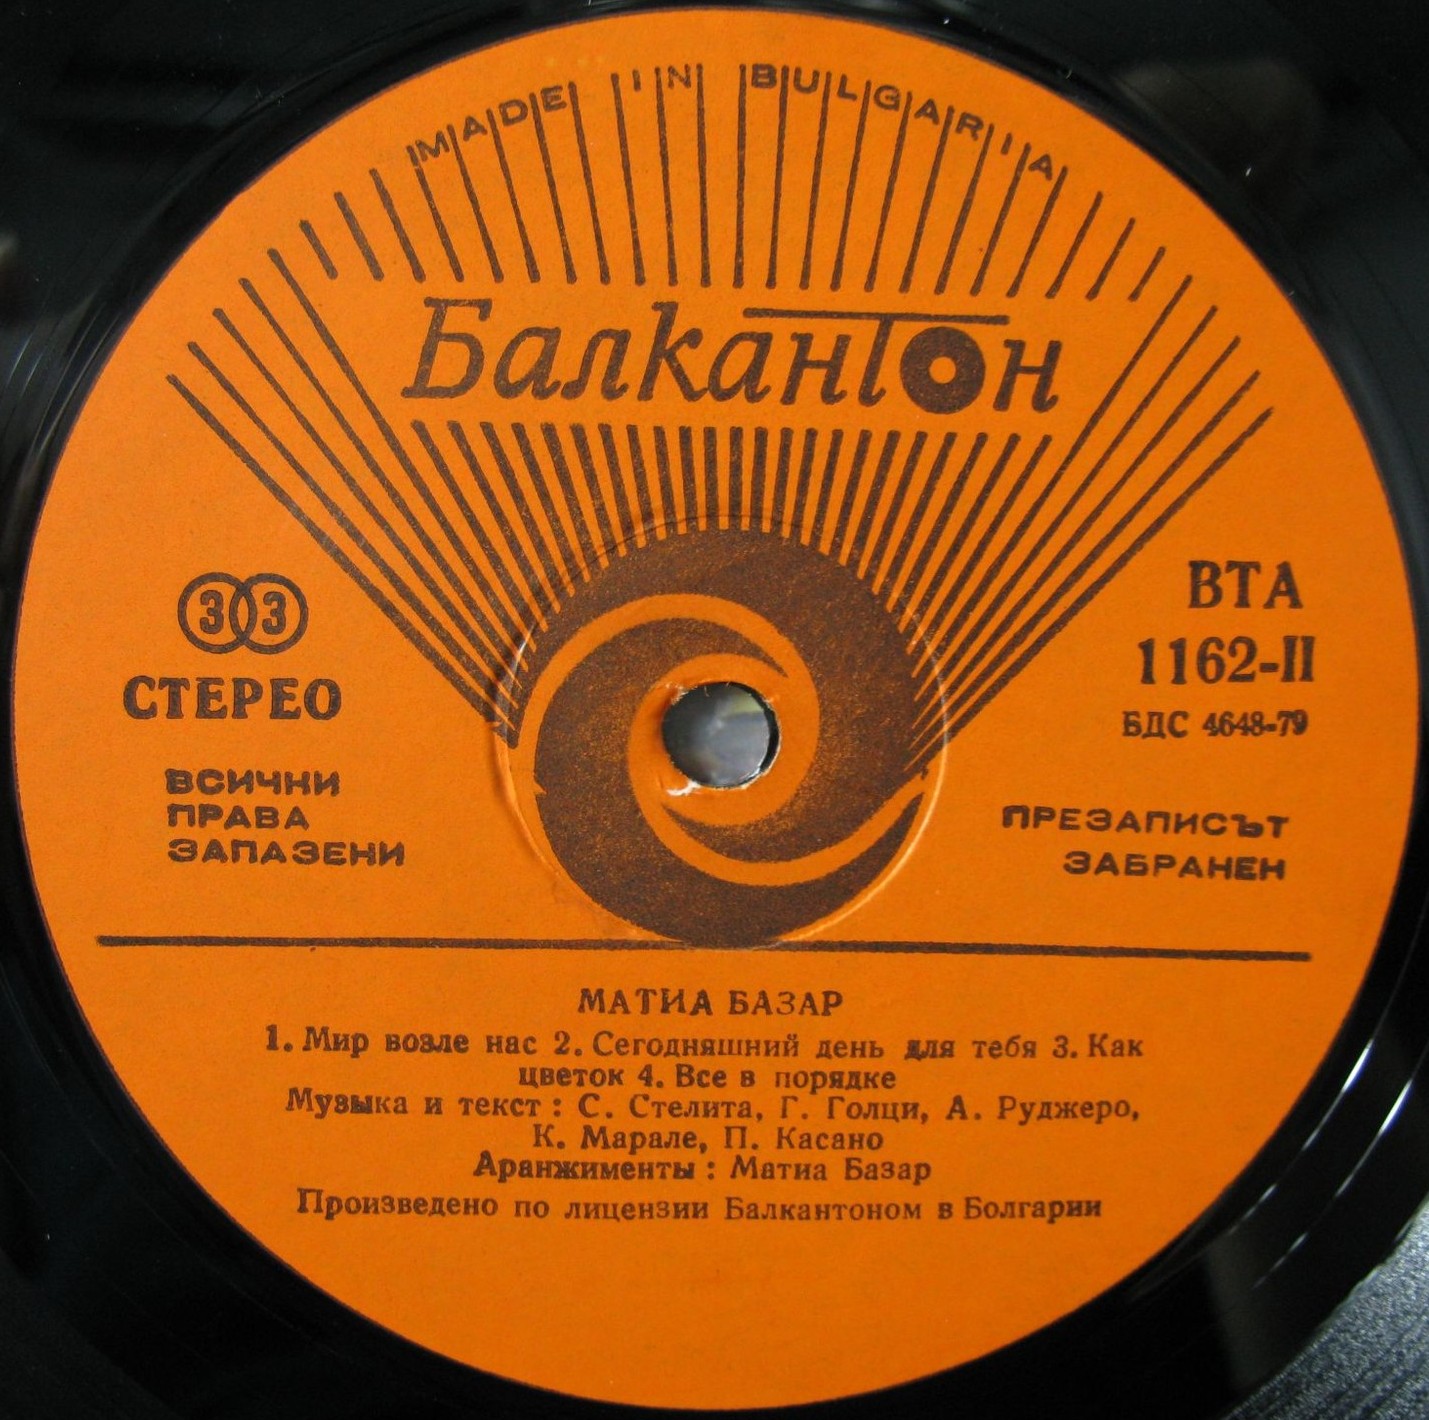 MADE IN BULGARIA
Балкантон
33
СТЕРЕО
ВСИЧКИ
ПРАВА
ЗАПАЗЕНИ
ВТА
1162-II
БДС 4648-79
ПРЕЗАПИСЪТ
ЗАБРАНЕН
МАТИА БАЗАР
1. Мир возле нас 2. Сегодняшний день для тебя 3. Как
цветок 4. Все в порядке
Музыка и текст : С. Стелита, Г. Голци, А. Руджеро,
К. Марале, П. Касано
Аранжименты : Матиа Базар
Произведено по лицензии Балкантоном в Болгарии